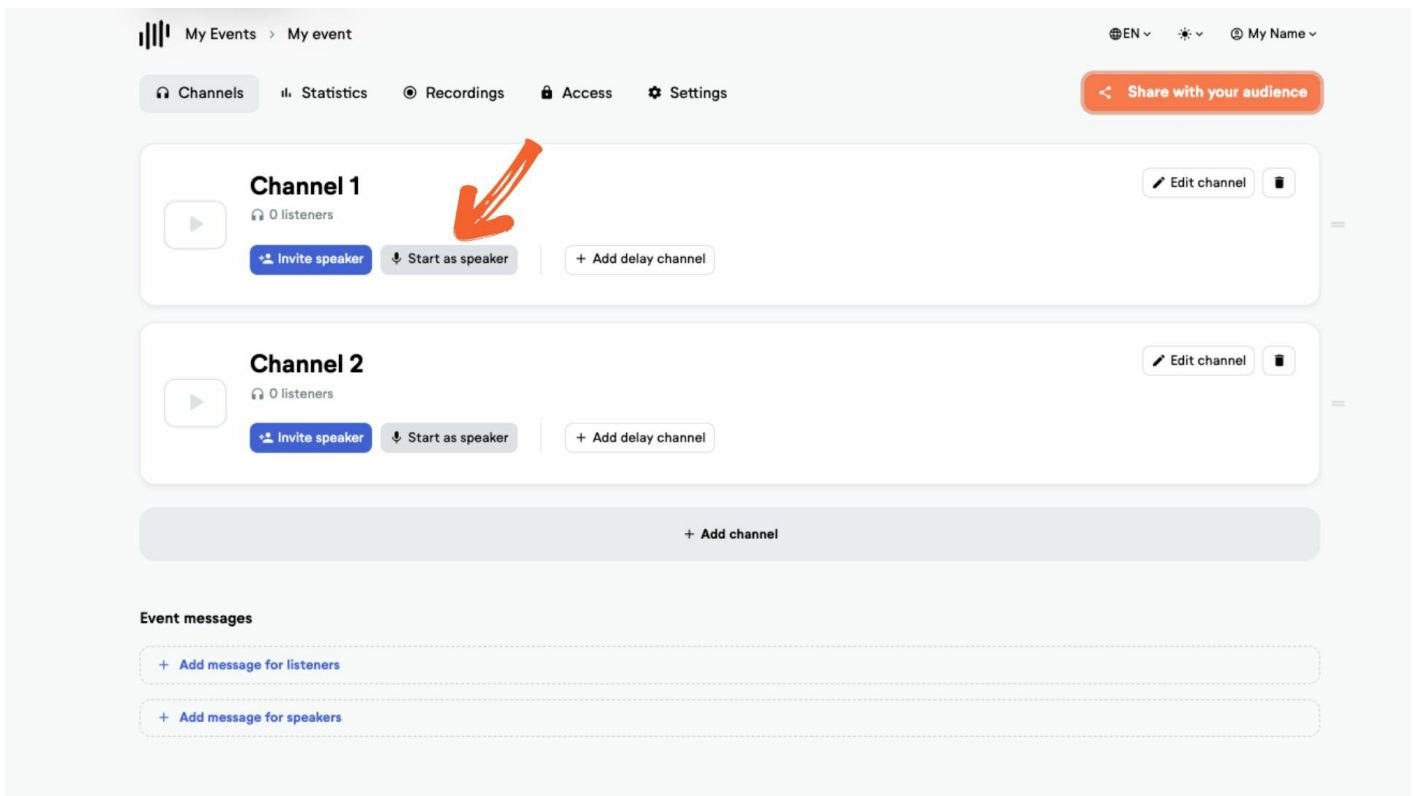 My Events > My event
EN
My Name
Channels
Statistics
Recordings
Access
Settings
Share with your audience
Channel 1
0 listeners
Edit channel
Invite speaker
Start as speaker
+ Add delay channel
Channel 2
0 listeners
Edit channel
Invite speaker
Start as speaker
+ Add delay channel
+ Add channel
Event messages
+ Add message for listeners
+ Add message for speakers